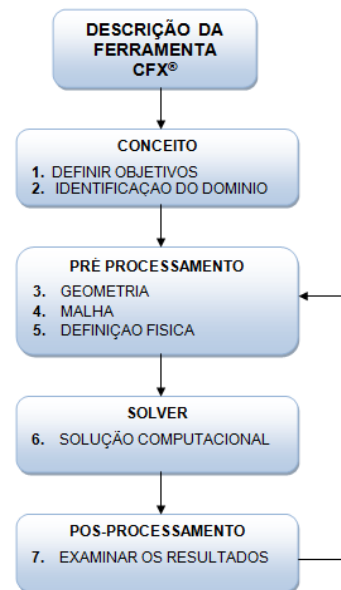 DESCRIÇÃO DA
FERRAMENTA
CFX®
CONCEITO
1. DEFINIR OBJETIVOS
2. IDENTIFICAÇAO DO DOMINIO
PRÉ PROCESSAMENTO
3. GEOMETRIA
4. MALHA
5. DEFINIÇAO FISICA
SOLVER
6. SOLUÇÃO COMPUTACIONAL
POS-PROCESSAMENTO
7. EXAMINAR OS RESULTADOS